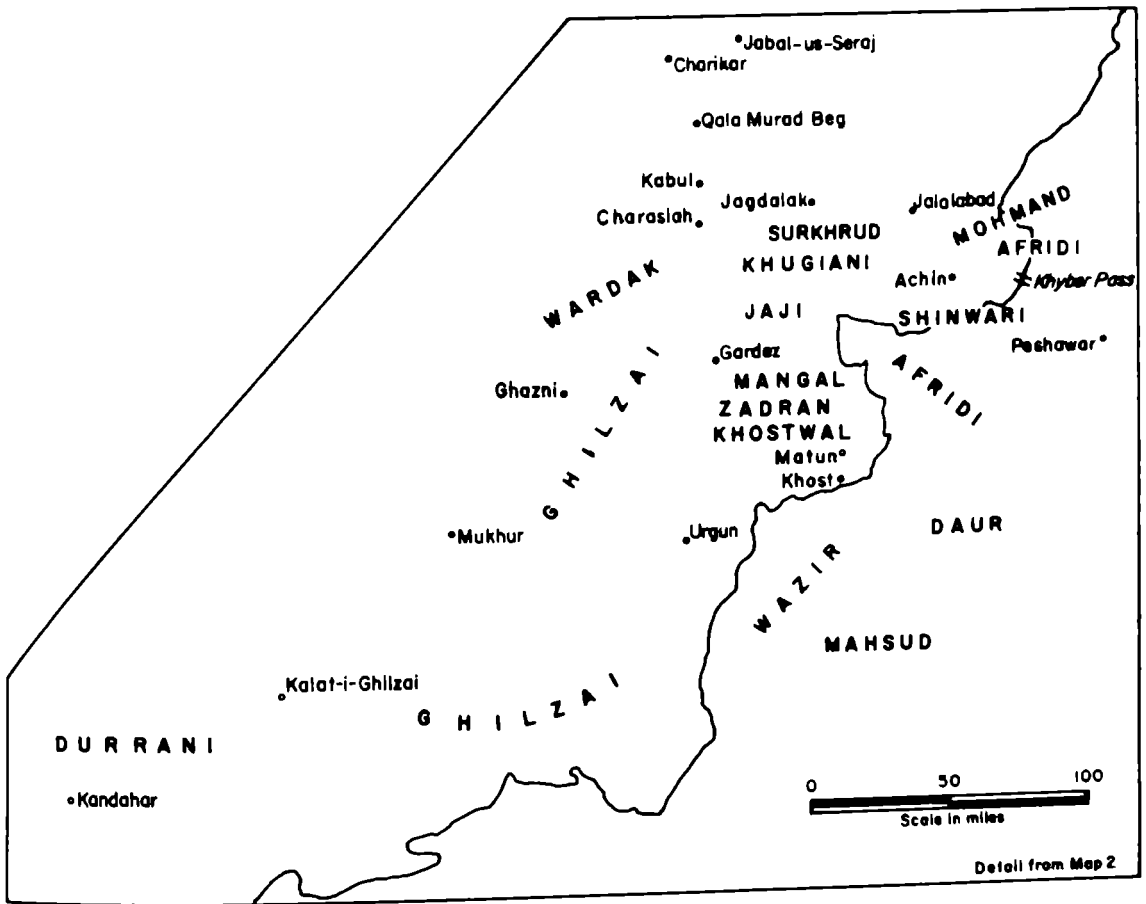 Jabal-us-Seraj
Charikar
Qala Murad Beg
Kabul
Jagdalak
Jalalabad
MOHMAND
Charasiah
SURKHRUD
AFRIDI
WARDAK
KHUGIANI
Achin
Khyber Pass
JAJI
SHINWARI
Peshawar
GHILZAI
Gardez
AFRIDI
Ghazni
MANGAL
ZADRAN
KHOSTWAL
Matun
Khost
Mukhur
Urgun
DAUR
WAZIR
MAHSUD
Kalat-i-Ghilzai
GHILZAI
DURRANI
Kandahar
0 50 100
Scale in miles
Detail from Map 2